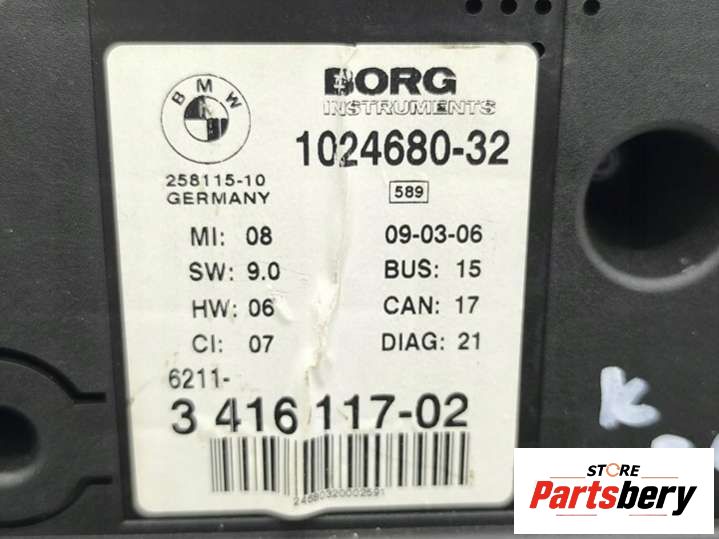 BMW
BORG
INSTRUMENTS
1024680-32
258115-10
GERMANY
589
MI: 08 09-03-06
SW: 9.0 BUS: 15
HW: 06 CAN: 17
CI: 07 DIAG: 21
6211-
3 416 117-02
24680320002591
K
STORE
Partsbery